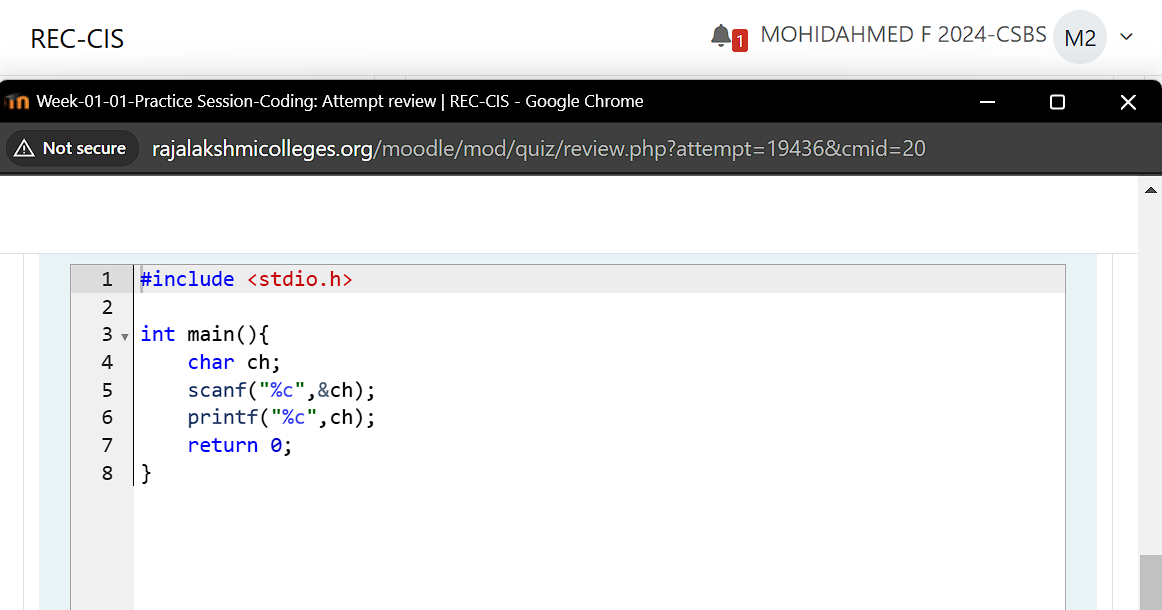 REC-CIS
1 MOHIDAHMED F 2024-CSBS M2
Week-01-01-Practice Session-Coding: Attempt review | REC-CIS - Google Chrome
Not secure rajalakshmicolleges.org/moodle/mod/quiz/review.php?attempt=19436&cmid=20
1 #include <stdio.h>
2
3 int main(){
4 char ch;
5 scanf("%c",&ch);
6 printf("%c",ch);
7 return 0;
8 }